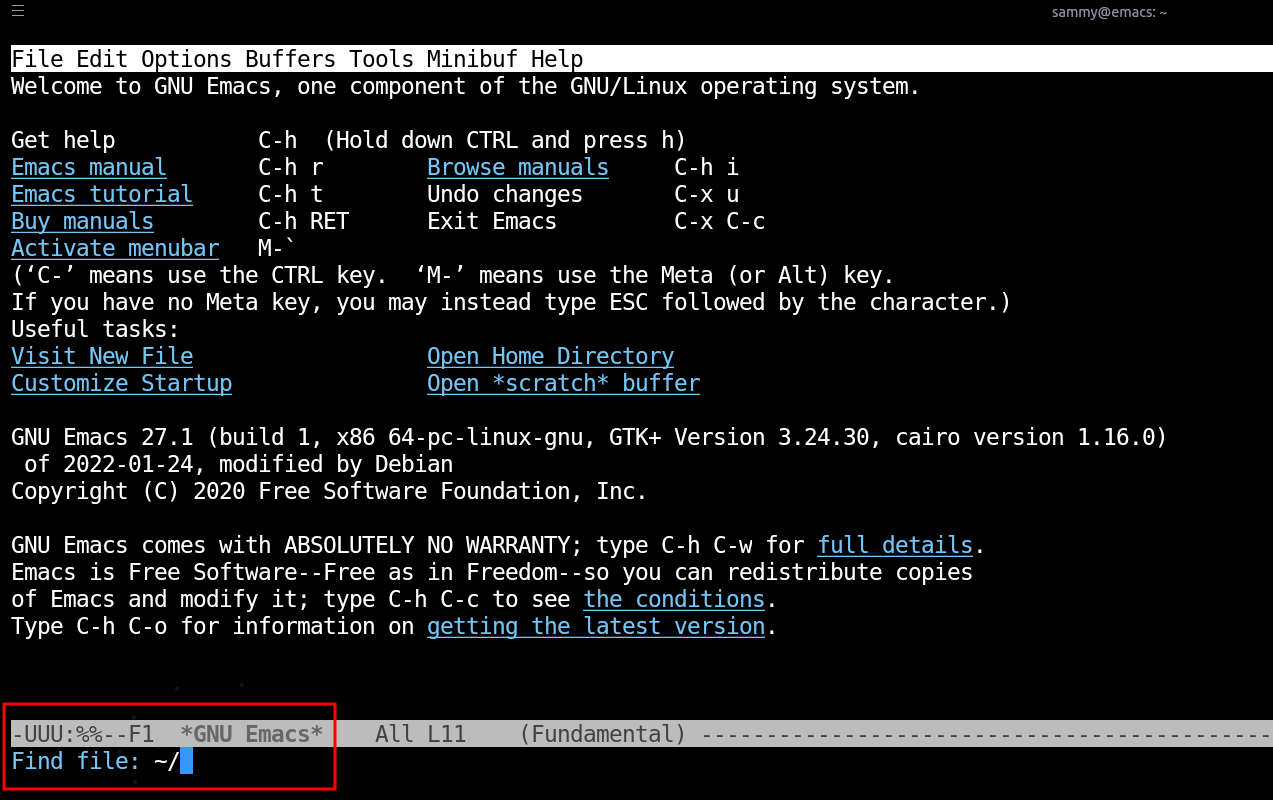 sammy@emacs: ~
File Edit Options Buffers Tools Minibuf Help
Welcome to GNU Emacs, one component of the GNU/Linux operating system.
Get help           C-h  (Hold down CTRL and press h)
Emacs manual       C-h r        Browse manuals     C-h i
Emacs tutorial     C-h t        Undo changes       C-x u
Buy manuals        C-h RET      Exit Emacs         C-x C-c
Activate menubar   M-`
(‘C-’ means use the CTRL key.  ‘M-’ means use the Meta (or Alt) key.
If you have no Meta key, you may instead type ESC followed by the character.)
Useful tasks:
Visit New File                  Open Home Directory
Customize Startup               Open *scratch* buffer
GNU Emacs 27.1 (build 1, x86 64-pc-linux-gnu, GTK+ Version 3.24.30, cairo version 1.16.0)
 of 2022-01-24, modified by Debian
Copyright (C) 2020 Free Software Foundation, Inc.
GNU Emacs comes with ABSOLUTELY NO WARRANTY; type C-h C-w for full details.
Emacs is Free Software--Free as in Freedom--so you can redistribute copies
of Emacs and modify it; type C-h C-c to see the conditions.
Type C-h C-o for information on getting the latest version.
-UUU:%%--F1  *GNU Emacs*    All L11    (Fundamental) --------------------------------------------
Find file: ~/